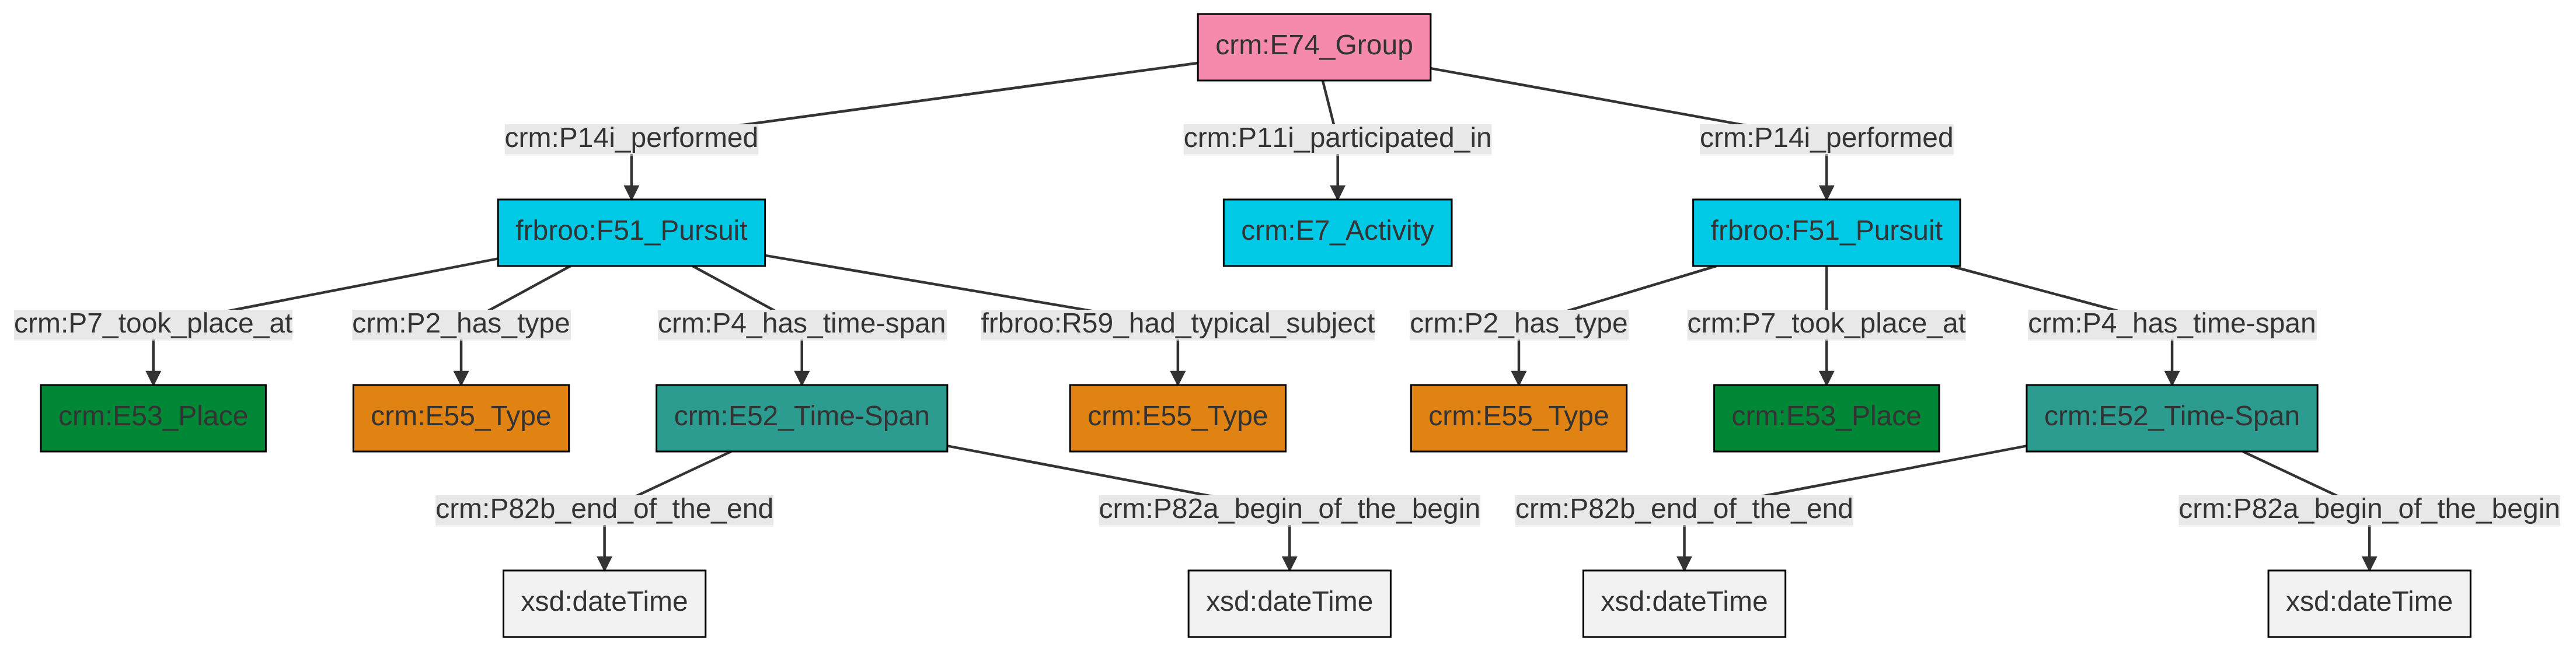 crm:E74_Group
crm:P14i_performed
crm:P11i_participated_in
crm:P14i_performed
frbroo:F51_Pursuit
crm:E7_Activity
frbroo:F51_Pursuit
crm:P7_took_place_at
crm:P2_has_type
crm:P4_has_time-span
frbroo:R59_had_typical_subject
crm:P2_has_type
crm:P7_took_place_at
crm:P4_has_time-span
crm:E53_Place
crm:E55_Type
crm:E52_Time-Span
crm:E55_Type
crm:E55_Type
crm:E53_Place
crm:E52_Time-Span
crm:P82b_end_of_the_end
crm:P82a_begin_of_the_begin
crm:P82b_end_of_the_end
crm:P82a_begin_of_the_begin
xsd:dateTime
xsd:dateTime
xsd:dateTime
xsd:dateTime